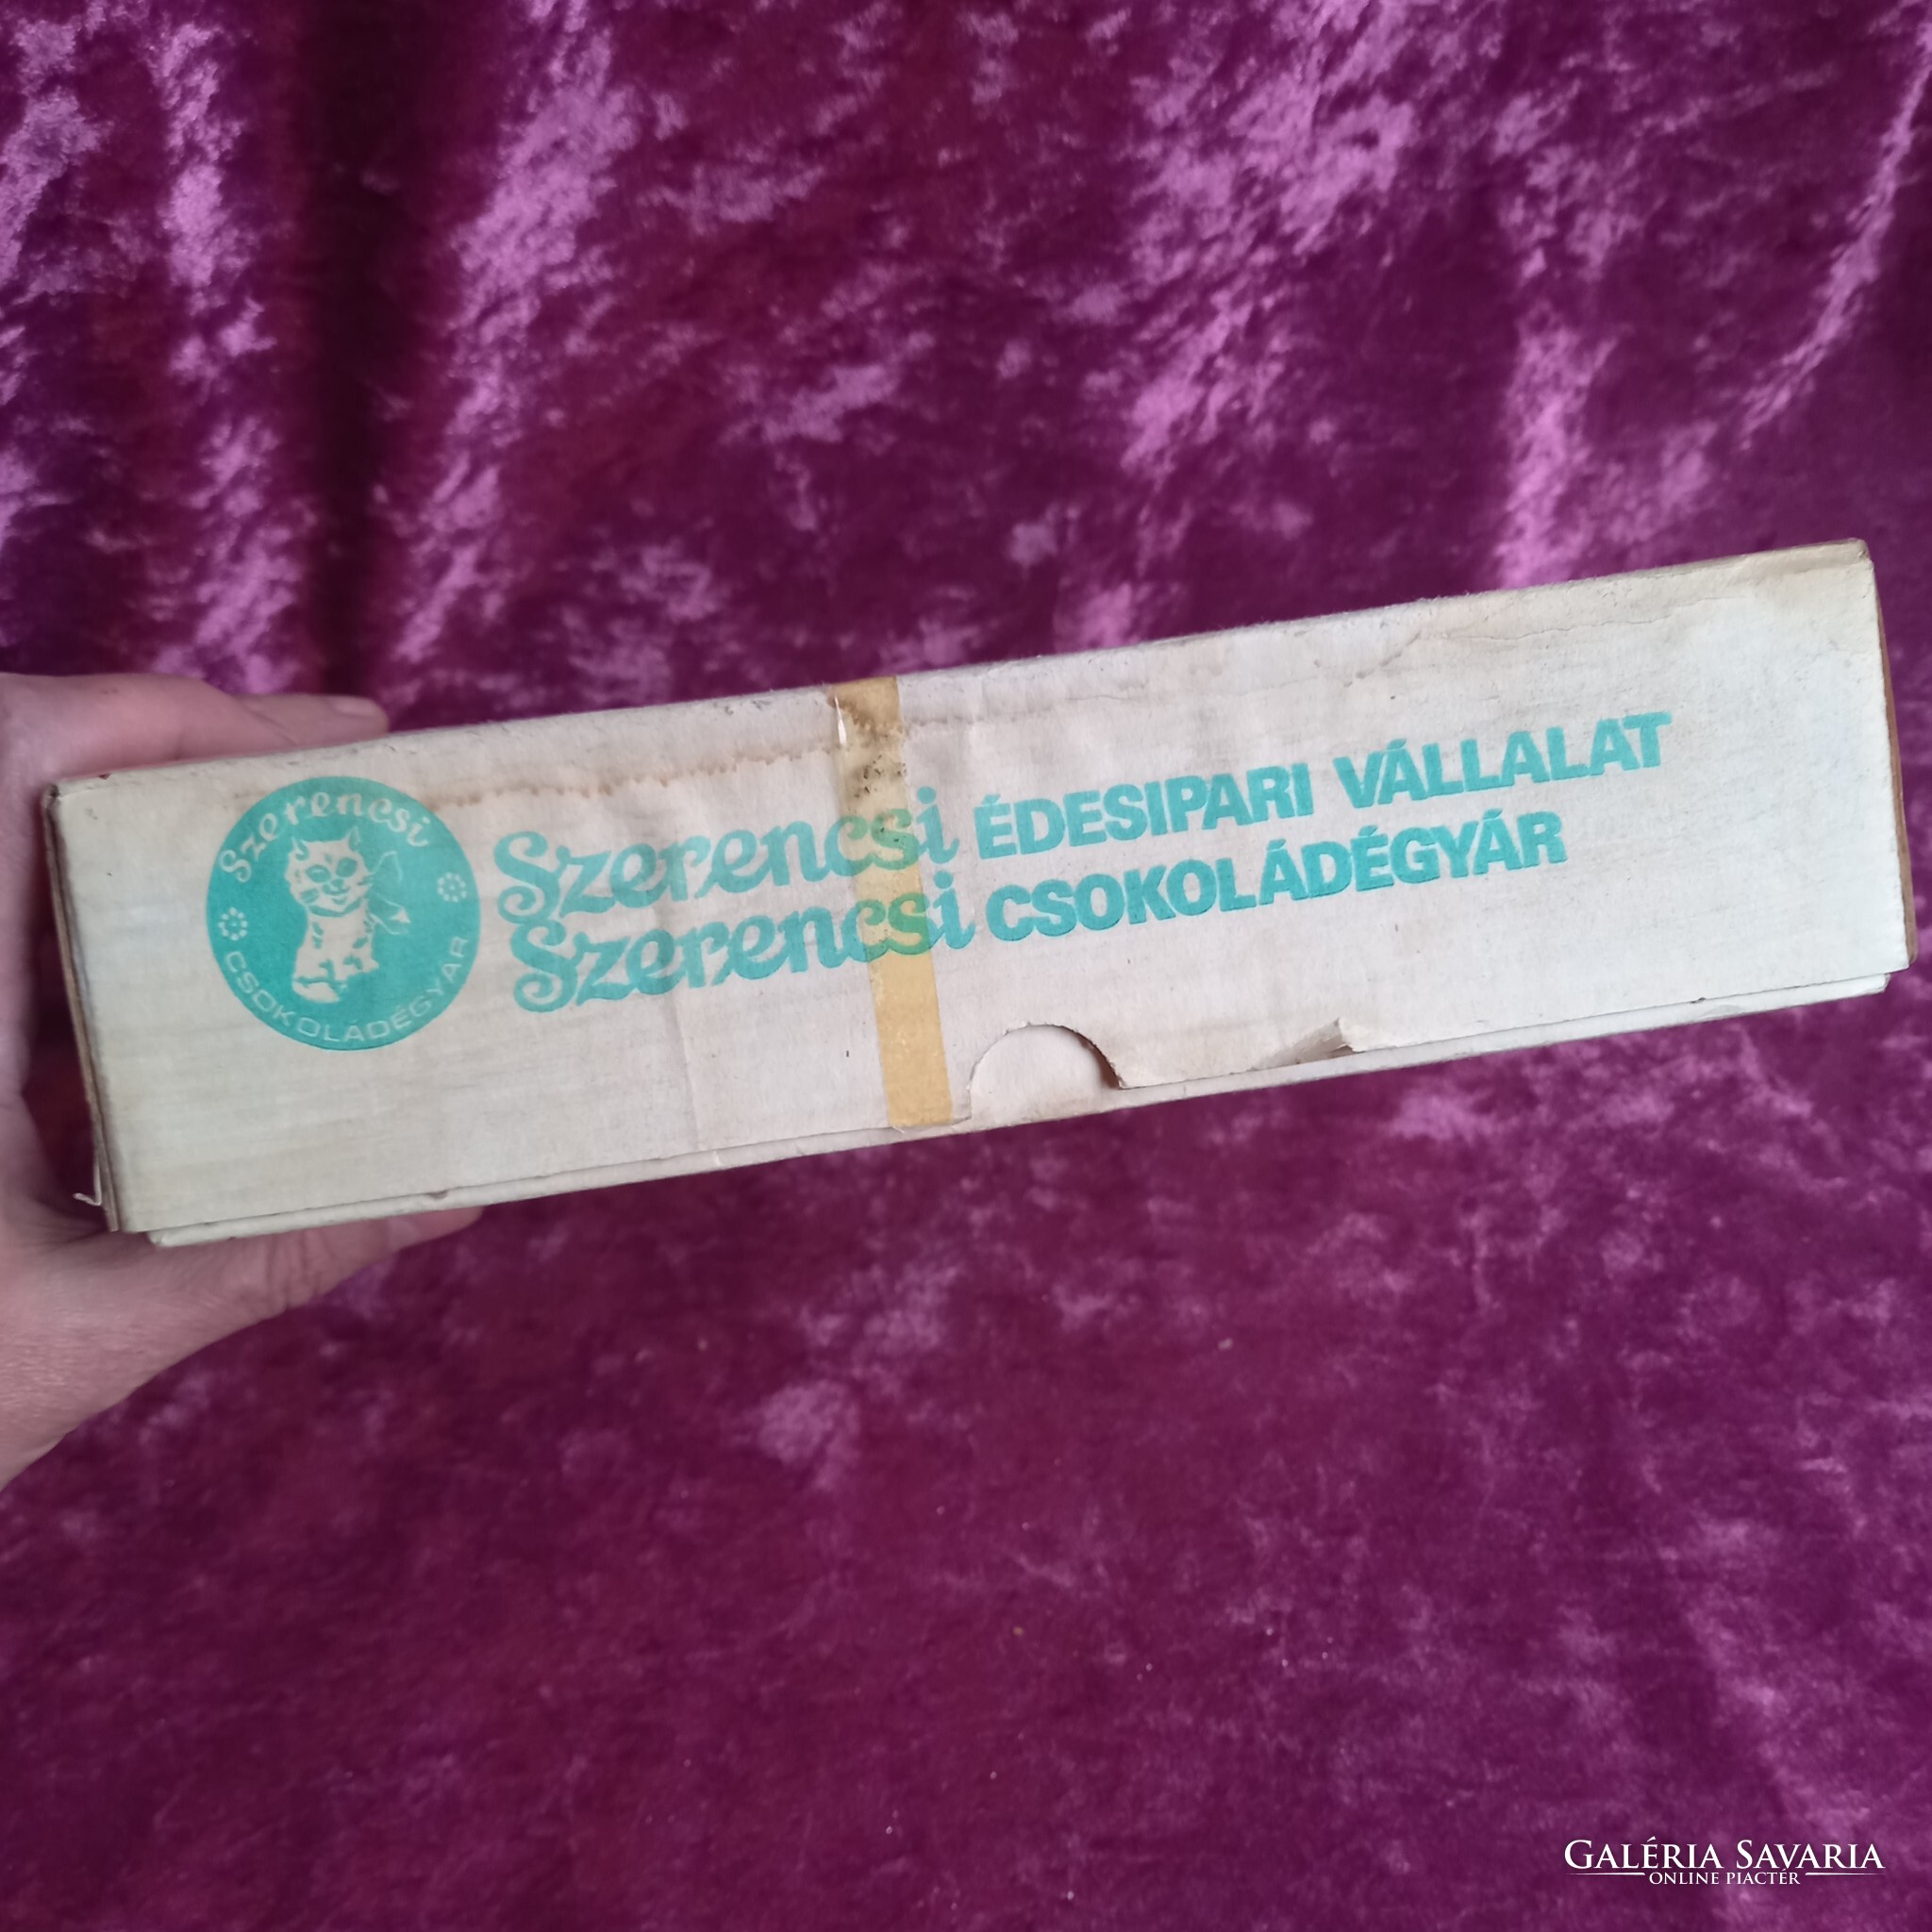 Szerencsi
CSOKOLÁDÉGYÁR
Szerencsi ÉDESIPARI VÁLLALAT
Szerencsi CSOKOLÁDÉGYÁR
GALÉRIA SAVARIA
ONLINE PIACTÉR